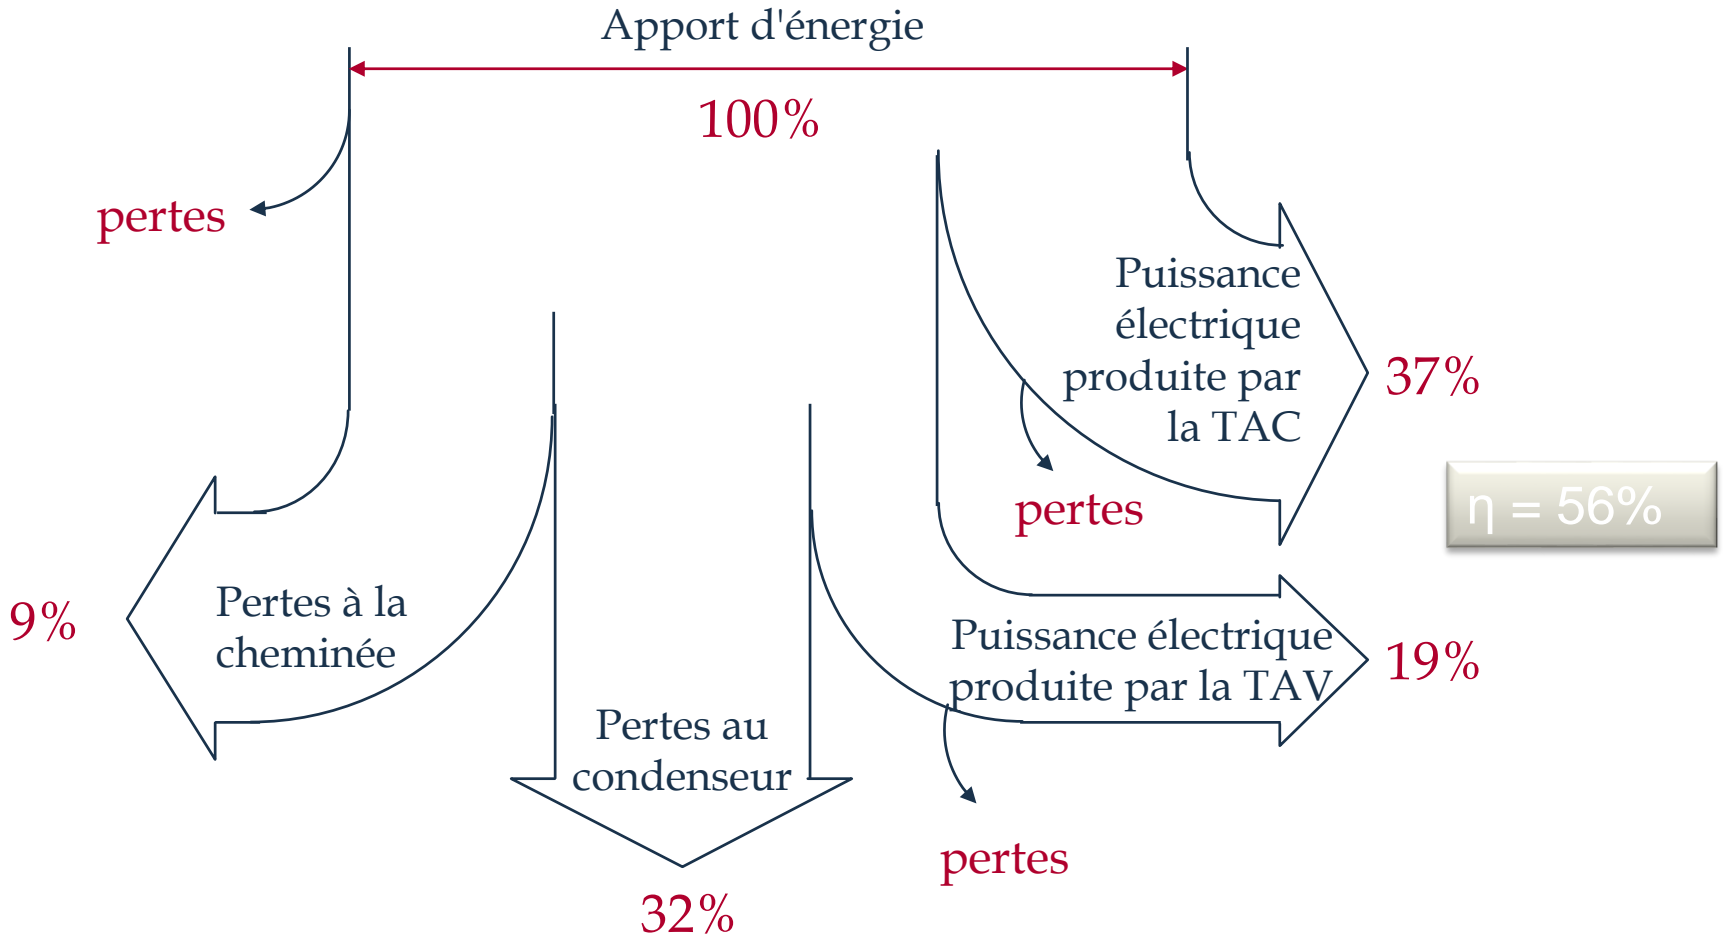 Apport d'énergie
100%
pertes
Puissance
électrique
produite par
la TAC
37%
pertes
η = 56%
9%
Pertes à la
cheminée
Puissance électrique
produite par la TAV
19%
Pertes au
condenseur
pertes
32%